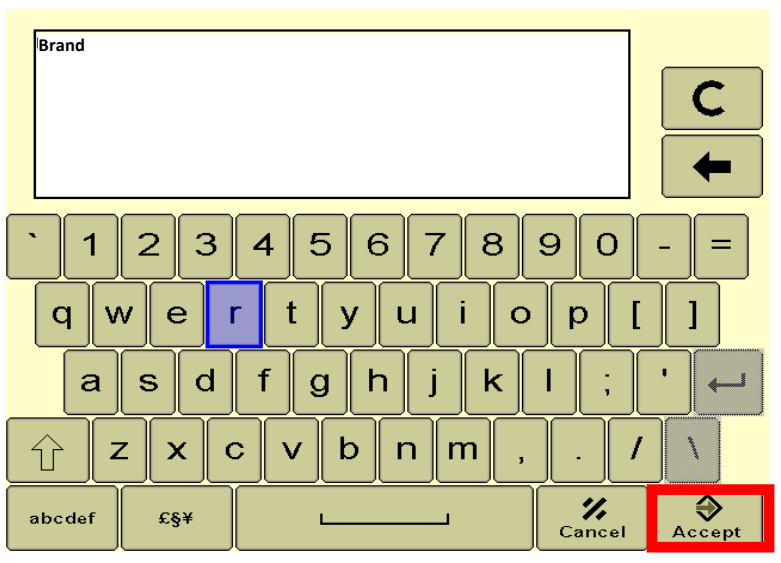 Brand
C
` 1 2 3 4 5 6 7 8 9 0 - =
q w e r t y u i o p [ ]
a s d f g h j k l ; '
z x c v b n m , . / \
abcdef £§¥ Cancel Accept